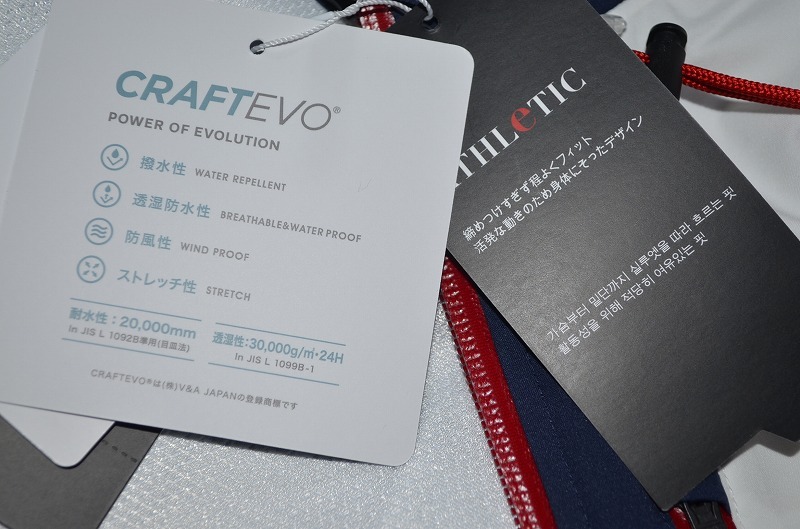 CRAFTEVO®
POWER OF EVOLUTION
撥水性 WATER REPELLENT
透湿防水性 BREATHABLE&WATER PROOF
防風性 WIND PROOF
ストレッチ性 STRETCH
耐水性：20,000mm
in JIS L 1092B準用(目皿法)
透湿性：30,000g/㎡・24H
In JIS L 1099B-1
CRAFTEVO®は(株)V&A JAPANの登録商標です
THLeTIC
締めつけすぎず程よくフィット
活発な動きのため身体にそったデザイン
가슴부터 밑단까지 실루엣을 따라 흐르는 핏
활동성을 위해 적당히 여유있는 핏